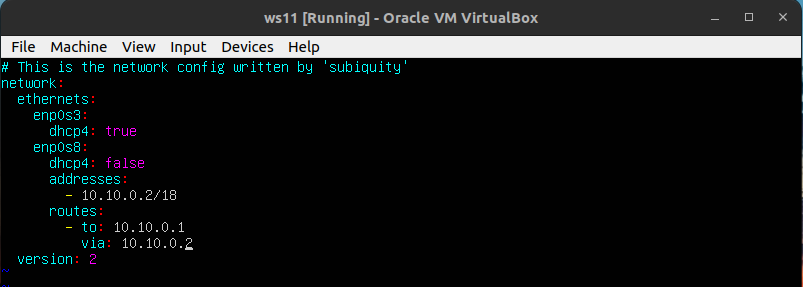 ws11 [Running] - Oracle VM VirtualBox
File Machine View Input Devices Help
# This is the network config written by 'subiquity'
network:
  ethernets:
    enp0s3:
      dhcp4: true
    enp0s8:
      dhcp4: false
      addresses:
        - 10.10.0.2/18
      routes:
        - to: 10.10.0.1
          via: 10.10.0.2
  version: 2
~